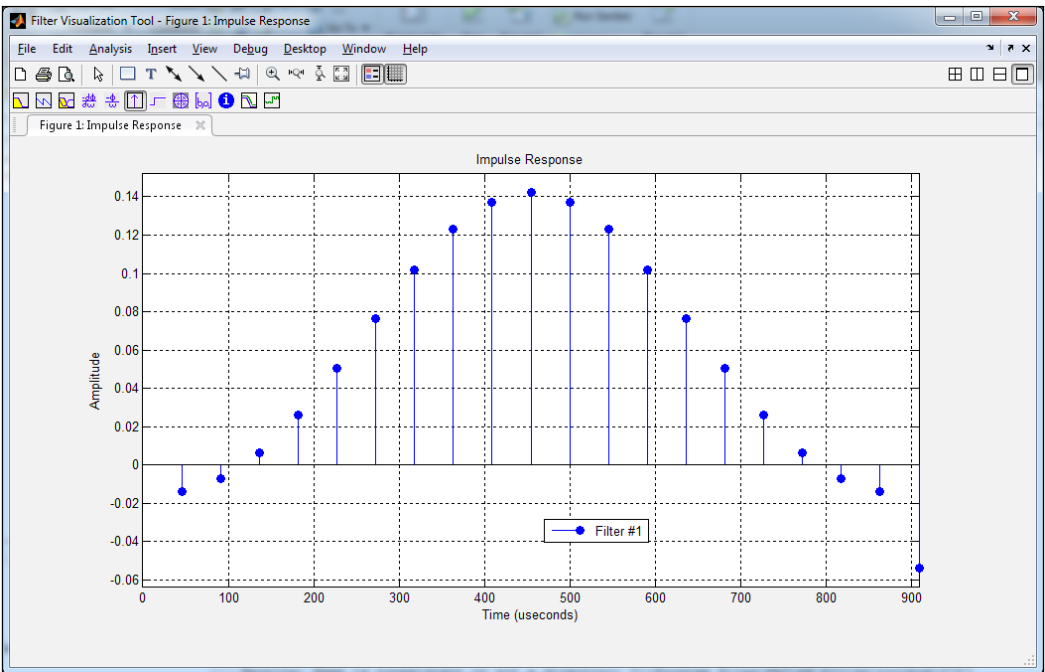 Filter Visualization Tool - Figure 1: Impulse Response
File Edit Analysis Insert View Debug Desktop Window Help
Figure 1: Impulse Response
Impulse Response
0.14
0.12
0.1
0.08
0.06
0.04
0.02
0
-0.02
-0.04
-0.06
Amplitude
Filter #1
0 100 200 300 400 500 600 700 800 900
Time (useconds)